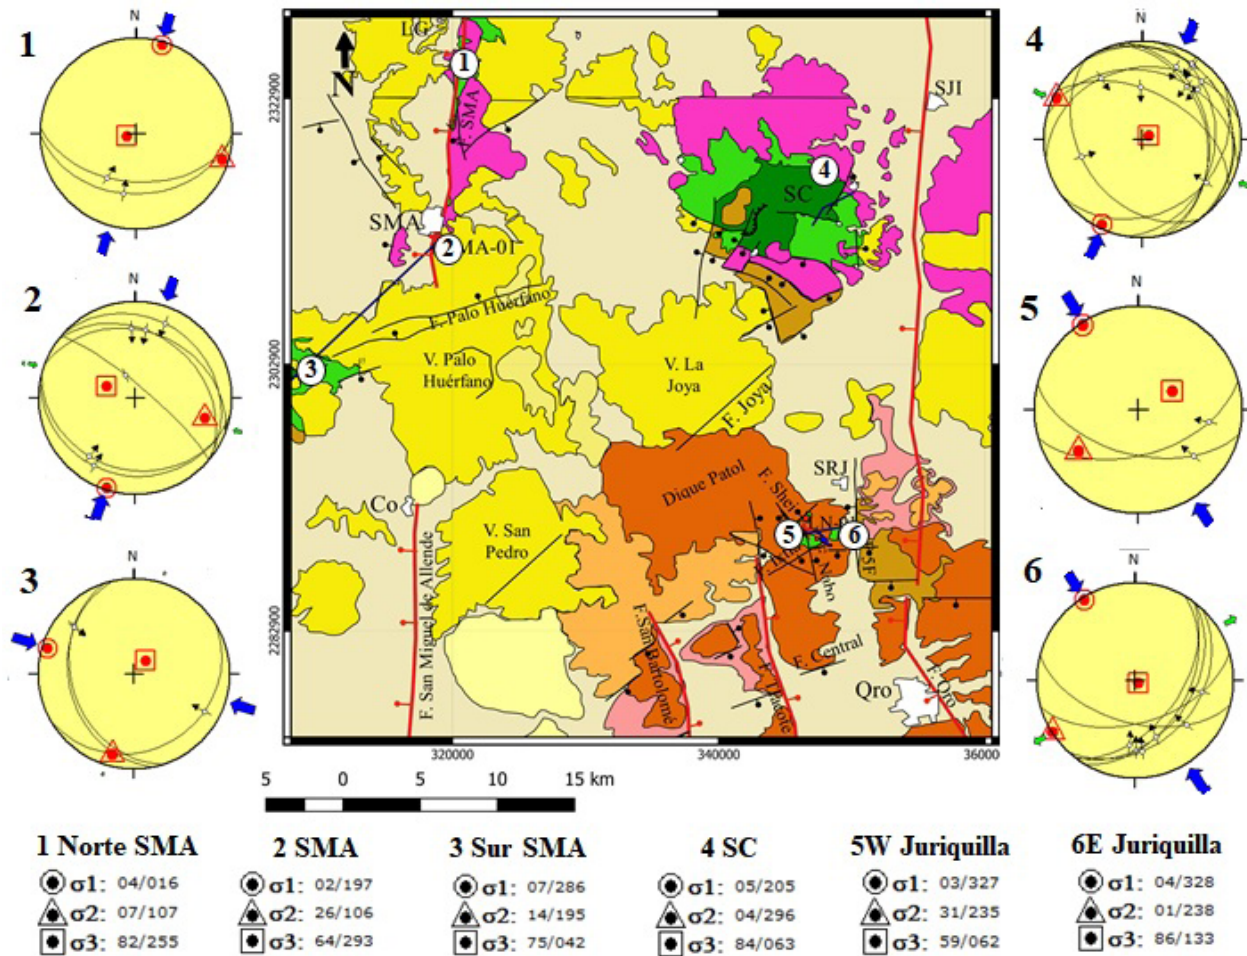 1
N
2
N
3
N
4
N
5
N
6
N
N
LG
1
F. SMA
SMA
2
MA-01
F. Palo Huérfano
V. Palo
Huérfano
3
SJI
4
SC
V. La
Joya
F. Joya
SRJ
Dique Patol
5
6
Co
V. San
Pedro
F. San Miguel de Allende
F. San Bartolomé
F. Central
Qro
F. Qro
2322900
2302900
2282900
320000
340000
36000
5 0 5 10 15 km
1 Norte SMA
σ1: 04/016
σ2: 07/107
σ3: 82/255
2 SMA
σ1: 02/197
σ2: 26/106
σ3: 64/293
3 Sur SMA
σ1: 07/286
σ2: 14/195
σ3: 75/042
4 SC
σ1: 05/205
σ2: 04/296
σ3: 84/063
5W Juriquilla
σ1: 03/327
σ2: 31/235
σ3: 59/062
6E Juriquilla
σ1: 04/328
σ2: 01/238
σ3: 86/133